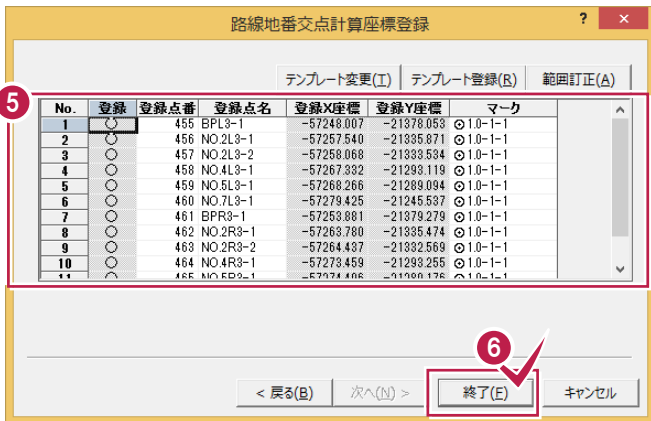 路線地番交点計算座標登録 ? ×
テンプレート変更(T) テンプレート登録(R) 範囲訂正(A)
5
No. 登録 登録点番 登録点名 登録X座標 登録Y座標 マーク
1 ○ 455 BPL3-1 -57248.007 -21378.053 ⊙1.0-1-1
2 ○ 456 NO.2L3-1 -57257.540 -21335.871 ⊙1.0-1-1
3 ○ 457 NO.2L3-2 -57258.068 -21333.534 ⊙1.0-1-1
4 ○ 458 NO.4L3-1 -57267.332 -21293.119 ⊙1.0-1-1
5 ○ 459 NO.5L3-1 -57268.266 -21289.094 ⊙1.0-1-1
6 ○ 460 NO.7L3-1 -57279.425 -21245.537 ⊙1.0-1-1
7 ○ 461 BPR3-1 -57253.881 -21379.279 ⊙1.0-1-1
8 ○ 462 NO.2R3-1 -57263.780 -21335.474 ⊙1.0-1-1
9 ○ 463 NO.2R3-2 -57264.437 -21332.569 ⊙1.0-1-1
10 ○ 464 NO.4R3-1 -57273.459 -21293.255 ⊙1.0-1-1
11 ○ 465 NO.5R3-1 ⊙1.0-1-1
6
< 戻る(B) 次へ(N) > 終了(F) キャンセル